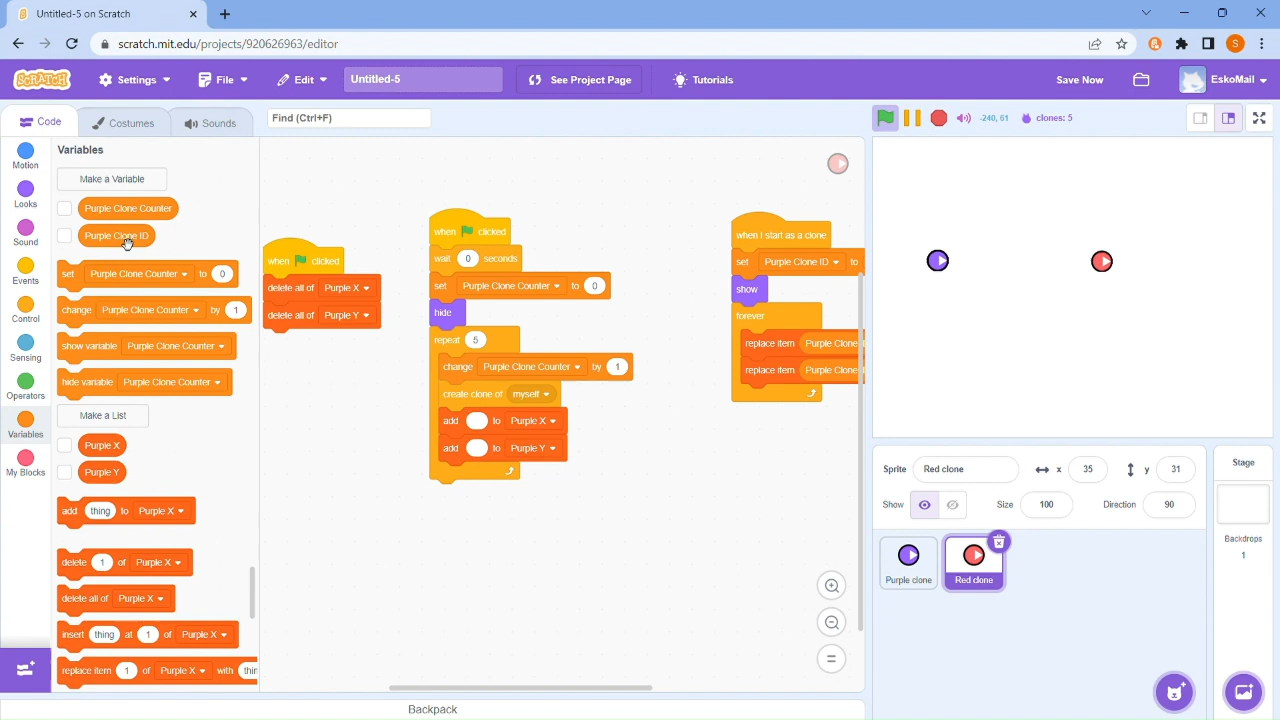 Untitled-5 on Scratch
scratch.mit.edu/projects/920626963/editor
S
SCRATCH
Settings
File
Edit
Untitled-5
See Project Page
Tutorials
Save Now
EskoMail
Code
Costumes
Sounds
Find (Ctrl+F)
-240, 61
clones: 5
Motion
Looks
Sound
Events
Control
Sensing
Operators
Variables
My Blocks
Variables
Make a Variable
Purple Clone Counter
Purple Clone ID
set Purple Clone Counter to 0
change Purple Clone Counter by 1
show variable Purple Clone Counter
hide variable Purple Clone Counter
Make a List
Purple X
Purple Y
add thing to Purple X
delete 1 of Purple X
delete all of Purple X
insert thing at 1 of Purple X
replace item 1 of Purple X with thin
when clicked
delete all of Purple X
delete all of Purple Y
when clicked
wait 0 seconds
set Purple Clone Counter to 0
hide
repeat 5
change Purple Clone Counter by 1
create clone of myself
add to Purple X
add to Purple Y
when I start as a clone
set Purple Clone ID to
show
forever
replace item Purple Clone
replace item Purple Clone
Sprite Red clone x 35 y 31
Show Size 100 Direction 90
Purple clone
Red clone
Stage
Backdrops
1
Backpack